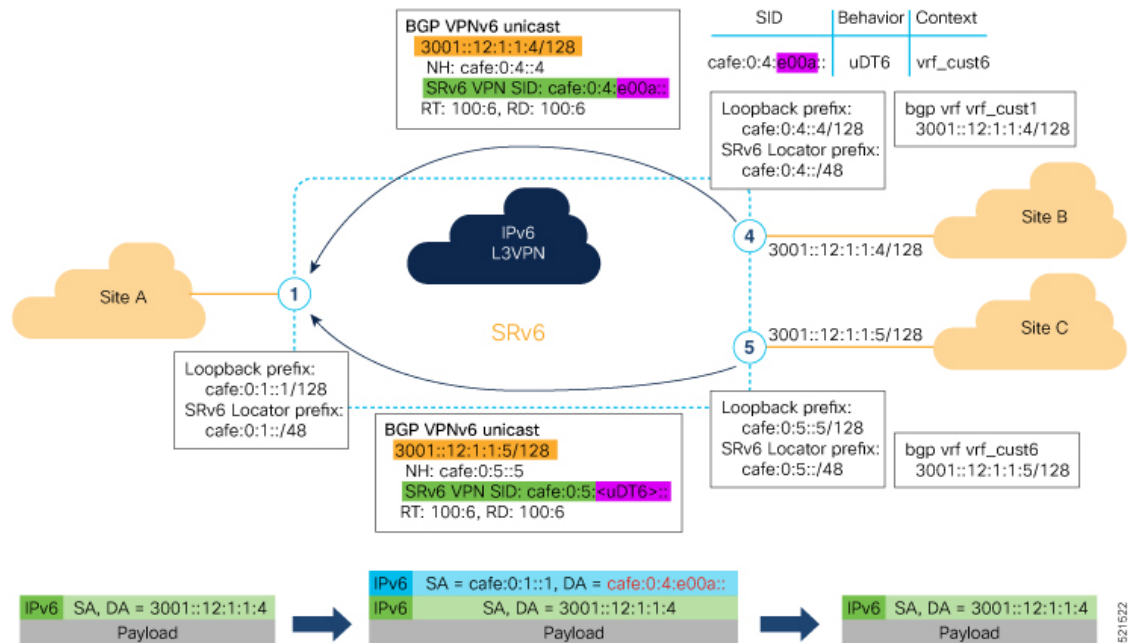 BGP VPNv6 unicast
3001::12:1:1:4/128
NH: cafe:0:4::4
SRv6 VPN SID: cafe:0:4:e00a::
RT: 100:6, RD: 100:6
SID Behavior Context
cafe:0:4:e00a:: uDT6 vrf_cust6
Loopback prefix:
cafe:0:4::4/128
SRv6 Locator prefix:
cafe:0:4::/48
bgp vrf vrf_cust1
3001::12:1:1:4/128
IPv6
L3VPN
Site A
1
SRv6
4
3001::12:1:1:4/128
Site B
5
3001::12:1:1:5/128
Site C
Loopback prefix:
cafe:0:1::1/128
SRv6 Locator prefix:
cafe:0:1::/48
BGP VPNv6 unicast
3001::12:1:1:5/128
NH: cafe:0:5::5
SRv6 VPN SID: cafe:0:5:<uDT6>::
RT: 100:6, RD: 100:6
Loopback prefix:
cafe:0:5::5/128
SRv6 Locator prefix:
cafe:0:5::/48
bgp vrf vrf_cust6
3001::12:1:1:5/128
IPv6 SA, DA = 3001::12:1:1:4
Payload
IPv6 SA = cafe:0:1::1, DA = cafe:0:4:e00a::
IPv6 SA, DA = 3001::12:1:1:4
Payload
IPv6 SA, DA = 3001::12:1:1:4
Payload
521522